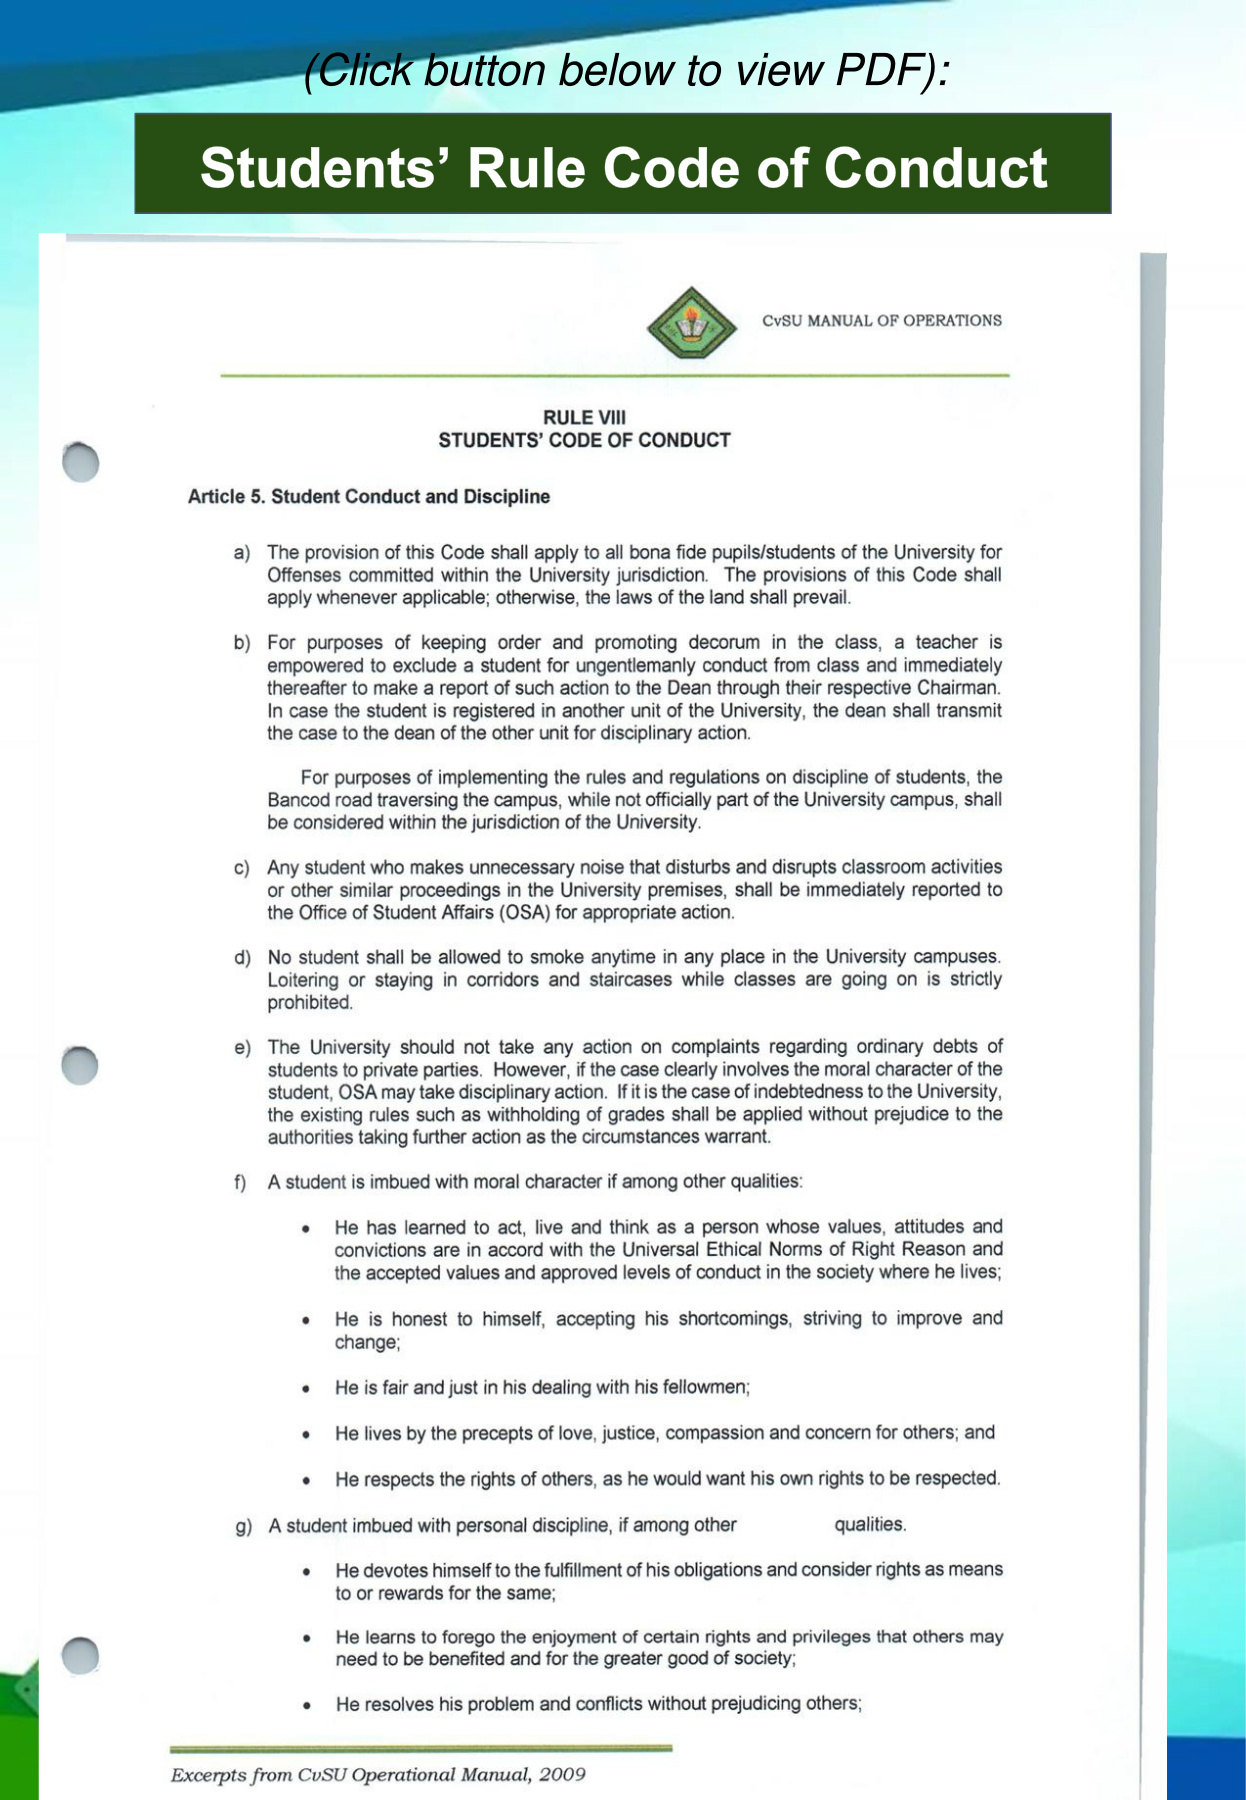 (Click button below to view PDF):
Students’ Rule Code of Conduct
CvSU MANUAL OF OPERATIONS
RULE VIII
STUDENTS’ CODE OF CONDUCT
Article 5. Student Conduct and Discipline
a) The provision of this Code shall apply to all bona fide pupils/students of the University for
Offenses committed within the University jurisdiction. The provisions of this Code shall
apply whenever applicable; otherwise, the laws of the land shall prevail.
b) For purposes of keeping order and promoting decorum in the class, a teacher is
empowered to exclude a student for ungentlemanly conduct from class and immediately
thereafter to make a report of such action to the Dean through their respective Chairman.
In case the student is registered in another unit of the University, the dean shall transmit
the case to the dean of the other unit for disciplinary action.
For purposes of implementing the rules and regulations on discipline of students, the
Bancod road traversing the campus, while not officially part of the University campus, shall
be considered within the jurisdiction of the University.
c) Any student who makes unnecessary noise that disturbs and disrupts classroom activities
or other similar proceedings in the University premises, shall be immediately reported to
the Office of Student Affairs (OSA) for appropriate action.
d) No student shall be allowed to smoke anytime in any place in the University campuses.
Loitering or staying in corridors and staircases while classes are going on is strictly
prohibited.
e) The University should not take any action on complaints regarding ordinary debts of
students to private parties. However, if the case clearly involves the moral character of the
student, OSA may take disciplinary action. If it is the case of indebtedness to the University,
the existing rules such as withholding of grades shall be applied without prejudice to the
authorities taking further action as the circumstances warrant.
f) A student is imbued with moral character if among other qualities:
• He has learned to act, live and think as a person whose values, attitudes and
convictions are in accord with the Universal Ethical Norms of Right Reason and
the accepted values and approved levels of conduct in the society where he lives;
• He is honest to himself, accepting his shortcomings, striving to improve and
change;
• He is fair and just in his dealing with his fellowmen;
• He lives by the precepts of love, justice, compassion and concern for others; and
• He respects the rights of others, as he would want his own rights to be respected.
g) A student imbued with personal discipline, if among other qualities.
• He devotes himself to the fulfillment of his obligations and consider rights as means
to or rewards for the same;
• He learns to forego the enjoyment of certain rights and privileges that others may
need to be benefited and for the greater good of society;
• He resolves his problem and conflicts without prejudicing others;
Excerpts from CvSU Operational Manual, 2009